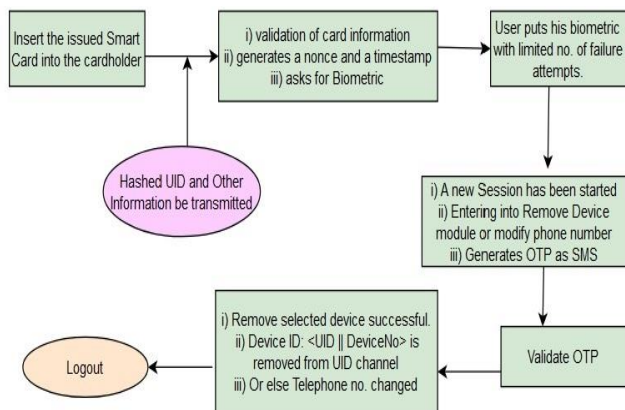 Insert the issued Smart
Card into the cardholder
i) validation of card information
ii) generates a nonce and a timestamp
iii) asks for Biometric
User puts his biometric
with limited no. of failure
attempts.
Hashed UID and Other
Information be transmitted
i) A new Session has been started
ii) Entering into Remove Device
module or modify phone number
iii) Generates OTP as SMS
Validate OTP
i) Remove selected device successful.
ii) Device ID: <UID || DeviceNo> is
removed from UID channel
iii) Or else Telephone no. changed
Logout